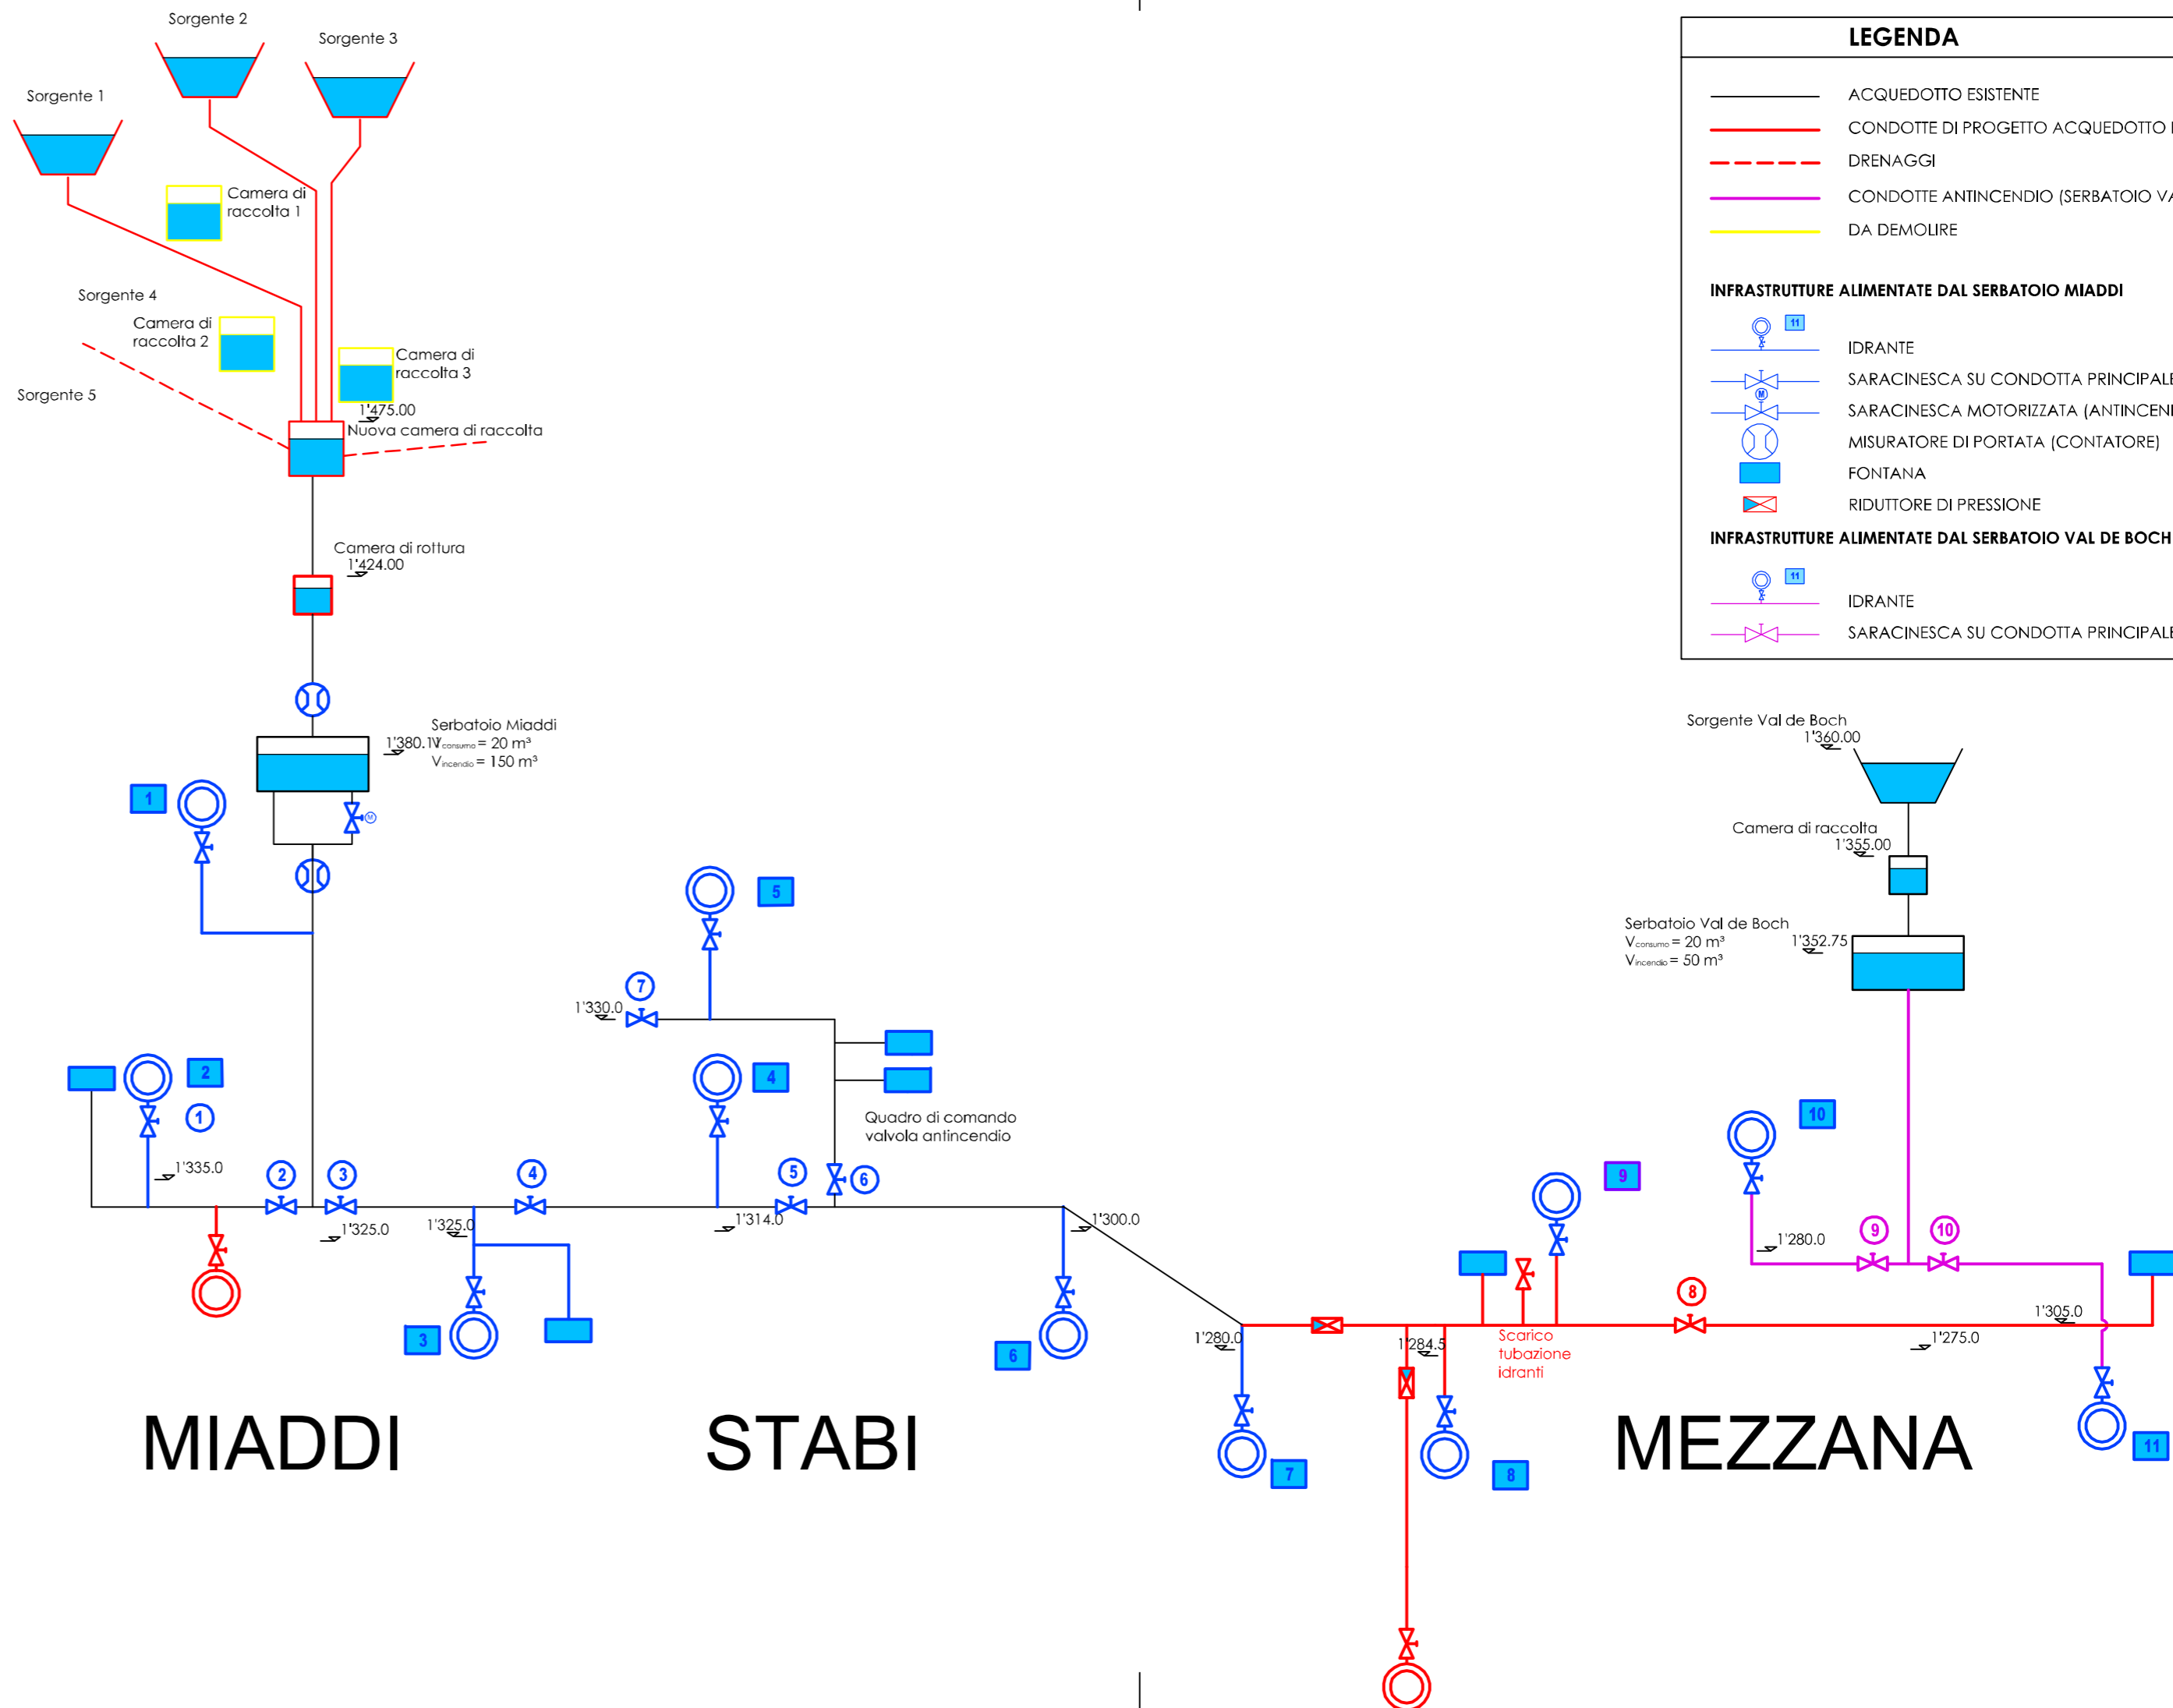 Sorgente 2
Sorgente 3
Sorgente 1
Camera di
raccolta 1
Sorgente 4
Camera di
raccolta 2
Camera di
raccolta 3
Sorgente 5
1'475.00
Nuova camera di raccolta
Camera di rottura
1'424.00
Serbatoio Miaddi
1'380.1
Vconsumo = 20 m³
Vincendio = 150 m³
1
M
5
7
1'330.0
2
1
4
Quadro di comando
valvola antincendio
1'335.0
2
3
4
5
6
1'325.0
1'325.0
1'314.0
1'300.0
3
6
MIADDI
STABI
LEGENDA
ACQUEDOTTO ESISTENTE
CONDOTTE DI PROGETTO ACQUEDOTTO
DRENAGGI
CONDOTTE ANTINCENDIO (SERBATOIO VA
DA DEMOLIRE
INFRASTRUTTURE ALIMENTATE DAL SERBATOIO MIADDI
11
IDRANTE
SARACINESCA SU CONDOTTA PRINCIPALE
M
SARACINESCA MOTORIZZATA (ANTINCEN
MISURATORE DI PORTATA (CONTATORE)
FONTANA
RIDUTTORE DI PRESSIONE
INFRASTRUTTURE ALIMENTATE DAL SERBATOIO VAL DE BOCH
11
IDRANTE
SARACINESCA SU CONDOTTA PRINCIPALE
Sorgente Val de Boch
1'360.00
Camera di raccolta
1'355.00
Serbatoio Val de Boch
Vconsumo = 20 m³
Vincendio = 50 m³
1'352.75
10
9
1'280.0
9
10
8
1'305.0
1'280.0
1'284.5
Scarico
tubazione
idranti
1'275.0
7
8
11
MEZZANA